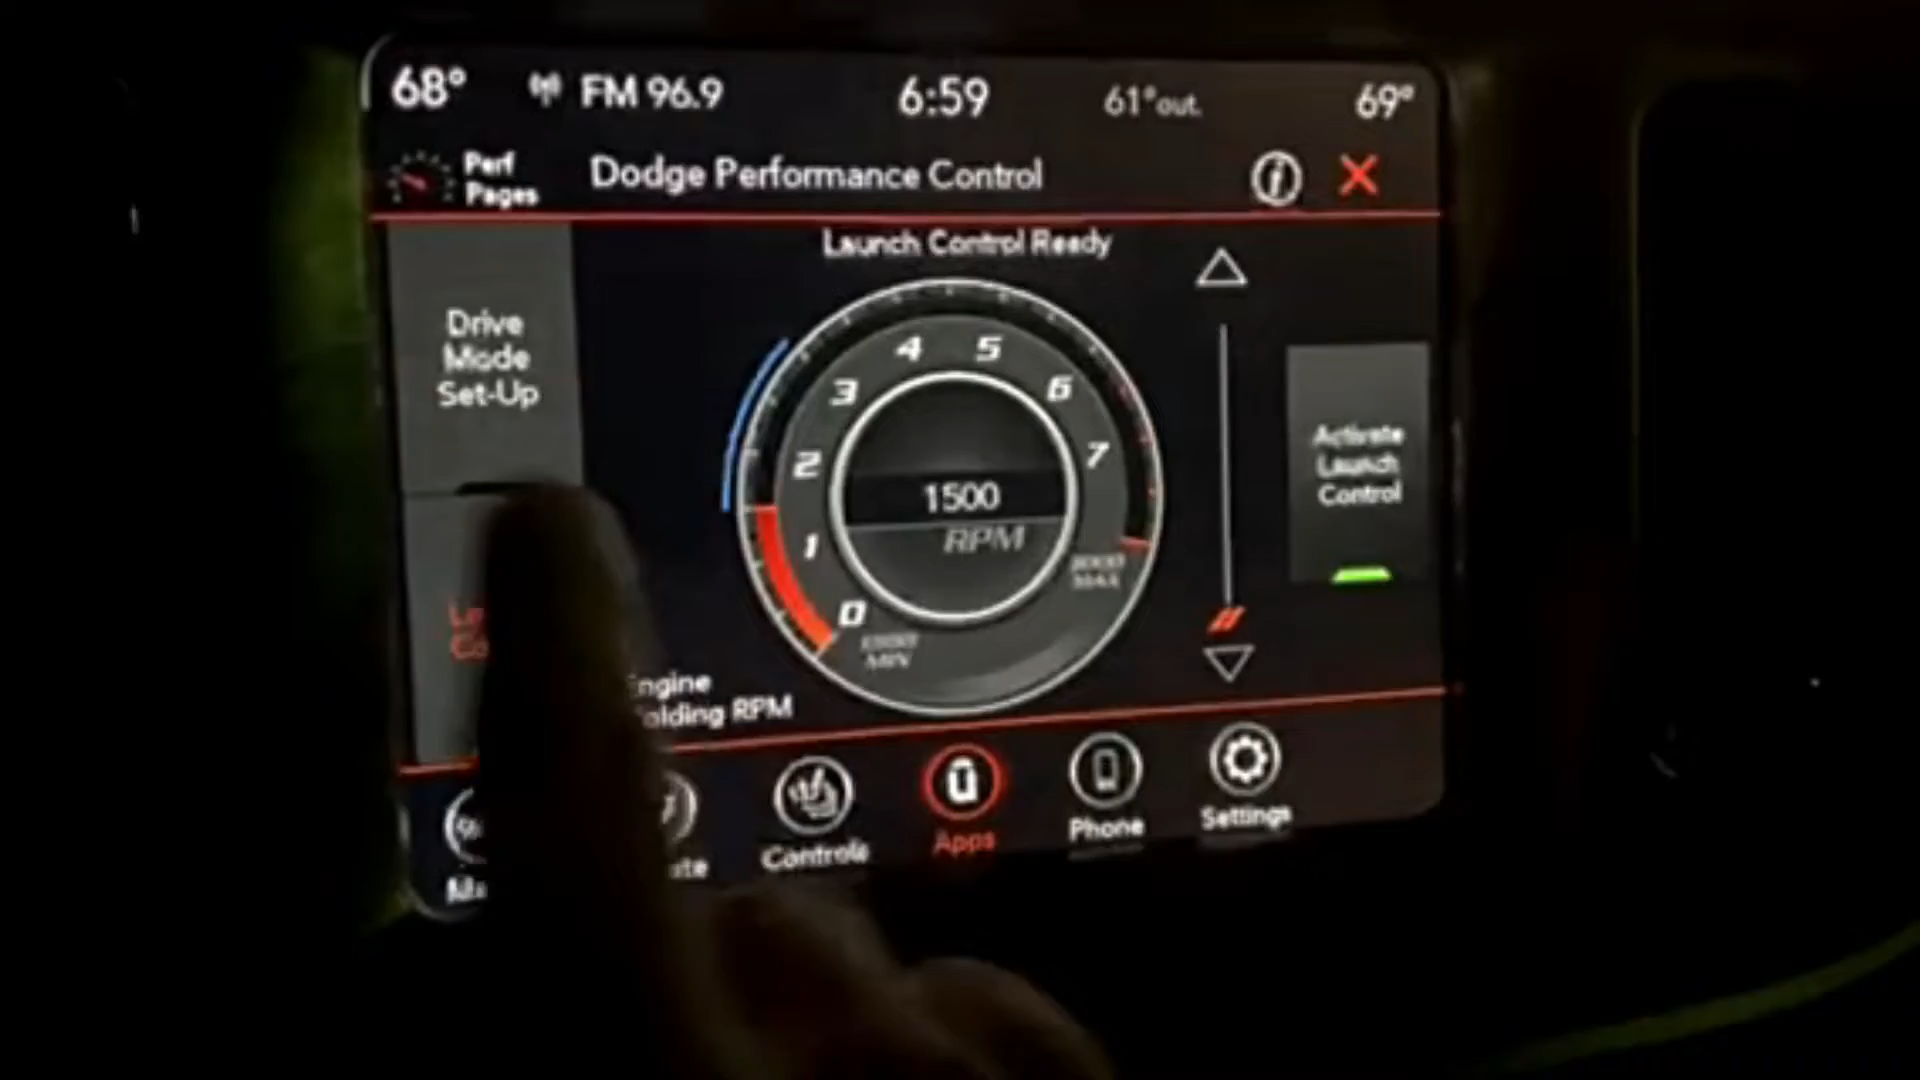 68° FM 96.9 6:59 61°out. 69°
Perf
Pages
Dodge Performance Control
Launch Control Ready
Drive
Mode
Set-Up
4 5
3 6
2 7
1
0
1500
RPM
MAX
MIN
Activate
Launch
Control
Engine
Holding RPM
Controls
Apps
Phone
Settings